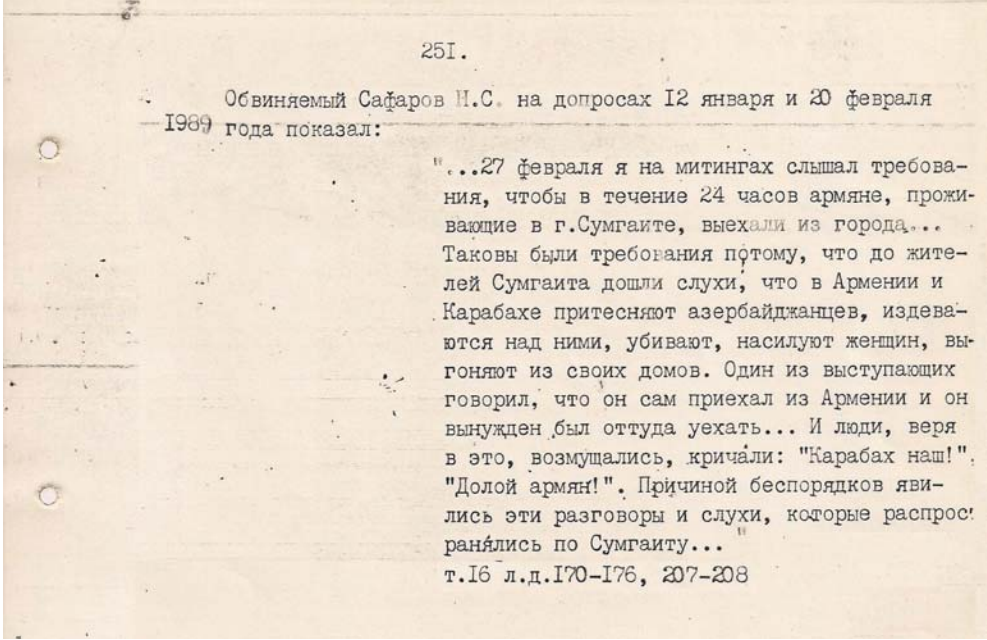 251.
Обвиняемый Сафаров Н.С. на допросах 12 января и 20 февраля
1989 года показал:
"...27 февраля я на митингах слышал требова-
ния, чтобы в течение 24 часов армяне, прожи-
вающие в г.Сумгаите, выехали из города...
Таковы были требования потому, что до жите-
лей Сумгаита дошли слухи, что в Армении и
Карабахе притесняют азербайджанцев, издева-
ются над ними, убивают, насилуют женщин, вы-
гоняют из своих домов. Один из выступающих
говорил, что он сам приехал из Армении и он
вынужден был оттуда уехать... И люди, веря
в это, возмущались, кричали: "Карабах наш!".
"Долой армян!". Причиной беспорядков яви-
лись эти разговоры и слухи, которые распрос
ранялись по Сумгаиту..."
т.16 л.д.170-176, 207-208